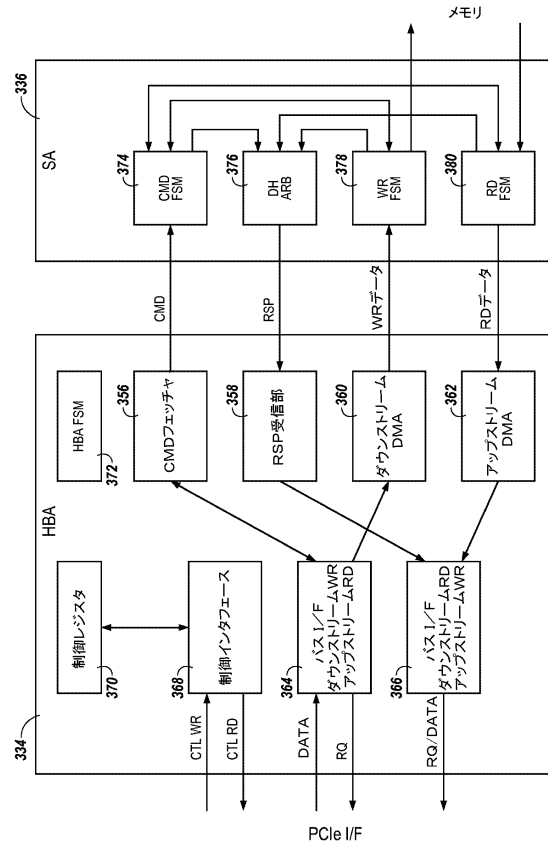 メモリ
336
SA
374
CMD
FSM
376
DH
ARB
378
WR
FSM
380
RD
FSM
CMD
RSP
WRデータ
RDデータ
HBA
HBA FSM
372
356
CMDフェッチャ
358
RSP受信部
360
ダウンストリーム
DMA
362
アップストリーム
DMA
制御レジスタ
370
制御インタフェース
368
バス I/F
ダウンストリームWR
アップストリームRD
364
バス I/F
ダウンストリームRD
アップストリームWR
366
334
CTL WR
CTL RD
DATA
RQ
RQ/DATA
PCIe I/F